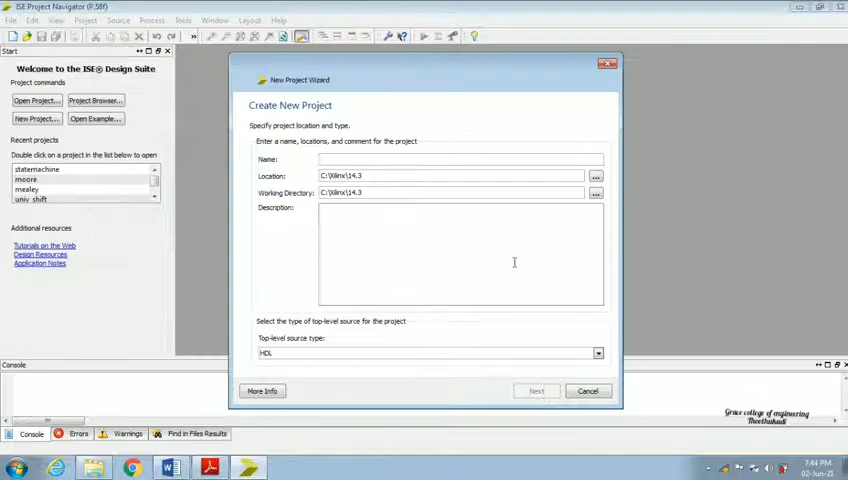 ISE Project Navigator (P.58f)
File Edit View Project Source Process Tools Window Layout Help
Start
Welcome to the ISE® Design Suite
Project commands
Open Project... Project Browser...
New Project... Open Example...
Recent projects
Double click on a project in the list below to open
statemachine
moore
mealey
univ_shift
Additional resources
Tutorials on the Web
Design Resources
Application Notes
New Project Wizard
Create New Project
Specify project location and type.
Enter a name, locations, and comment for the project
Name:
Location: C:\Xilinx\14.3 ...
Working Directory: C:\Xilinx\14.3 ...
Description:
Select the type of top-level source for the project
Top-level source type:
HDL
More Info Next Cancel
Console
Console Errors Warnings Find in Files Results
Grace college of engineering
Thoothukudi
7:44 PM
02-Jun-21